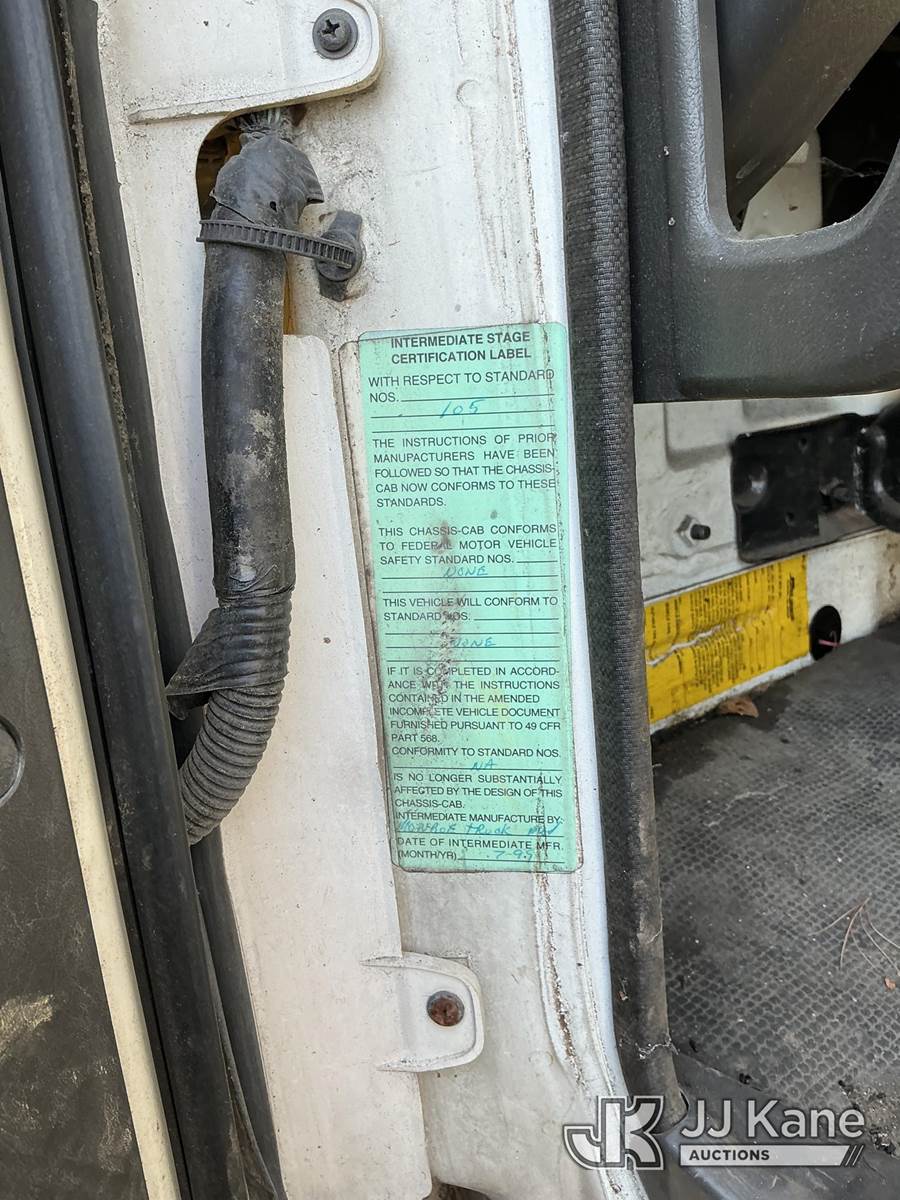 INTERMEDIATE STAGE
CERTIFICATION LABEL
WITH RESPECT TO STANDARD
NOS.
105
THE INSTRUCTIONS OF PRIOR
MANUFACTURERS HAVE BEEN
FOLLOWED SO THAT THE CHASSIS-
CAB NOW CONFORMS TO THESE
STANDARDS.
THIS CHASSIS-CAB CONFORMS
TO FEDERAL MOTOR VEHICLE
SAFETY STANDARD NOS.
NONE
THIS VEHICLE WILL CONFORM TO
STANDARD NOS.
NONE
IF IT IS COMPLETED IN ACCORD-
ANCE WITH THE INSTRUCTIONS
CONTAINED IN THE AMENDED
INCOMPLETE VEHICLE DOCUMENT
FURNISHED PURSUANT TO 49 CFR
PART 568.
CONFORMITY TO STANDARD NOS.
NA
IS NO LONGER SUBSTANTIALLY
AFFECTED BY THE DESIGN OF THIS
CHASSIS-CAB.
INTERMEDIATE MANUFACTURE BY:
MONROE TRUCK
DATE OF INTERMEDIATE MFR.
(MONTH/YR)
JK JJ Kane
AUCTIONS